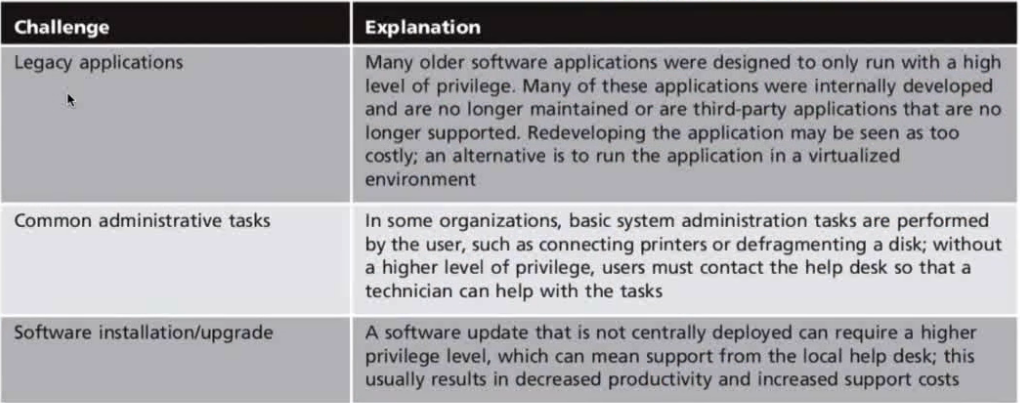 Challenge
Explanation
Legacy applications
Many older software applications were designed to only run with a high
level of privilege. Many of these applications were internally developed
and are no longer maintained or are third-party applications that are no
longer supported. Redeveloping the application may be seen as too
costly; an alternative is to run the application in a virtualized
environment
Common administrative tasks
In some organizations, basic system administration tasks are performed
by the user, such as connecting printers or defragmenting a disk; without
a higher level of privilege, users must contact the help desk so that a
technician can help with the tasks
Software installation/upgrade
A software update that is not centrally deployed can require a higher
privilege level, which can mean support from the local help desk; this
usually results in decreased productivity and increased support costs